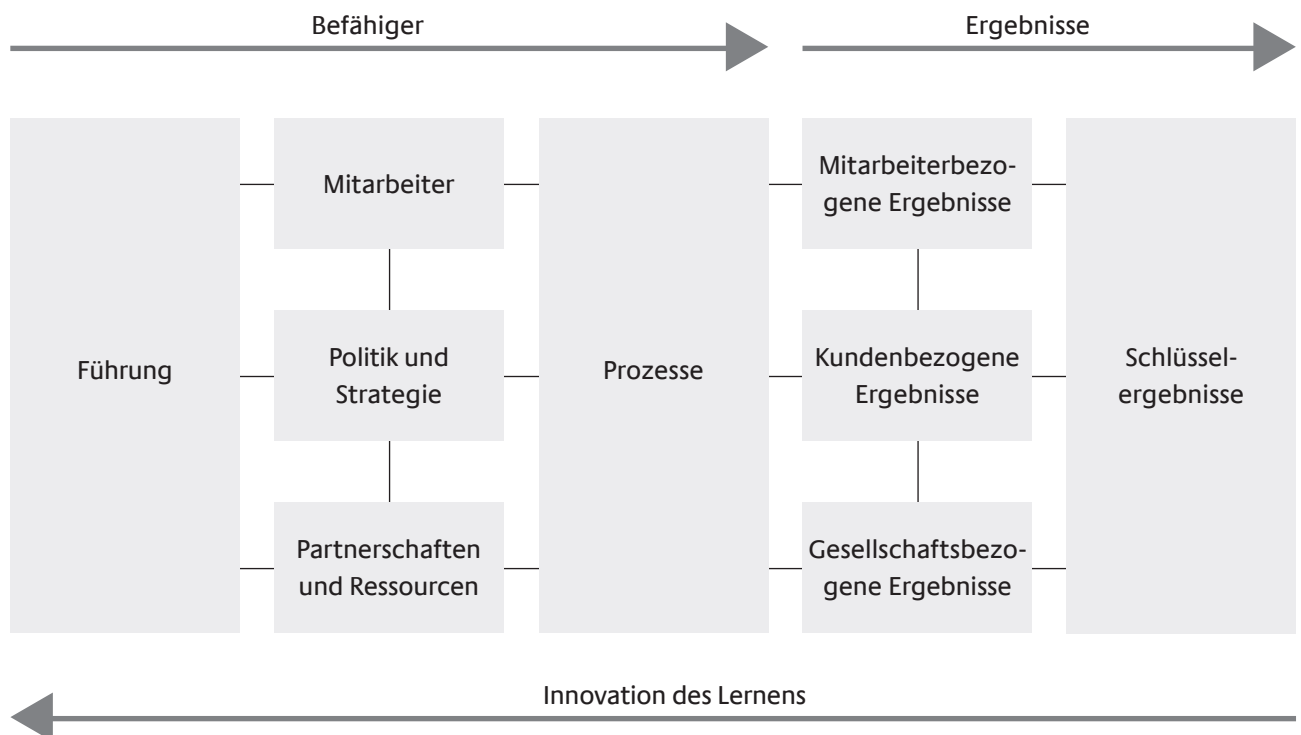 Befähiger
Ergebnisse
Führung
Mitarbeiter
Politik und
Strategie
Partnerschaften
und Ressourcen
Prozesse
Mitarbeiterbezo-
gene Ergebnisse
Kundenbezogene
Ergebnisse
Gesellschaftsbezo-
gene Ergebnisse
Schlüssel-
ergebnisse
Innovation des Lernens